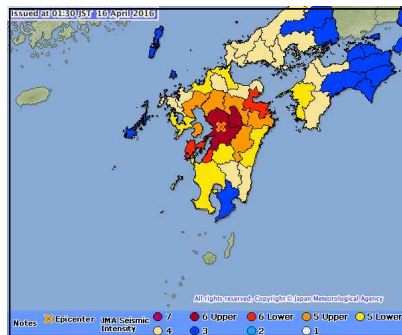 Issued at 01:30 JST 16 April 2016
All rights reserved. Copyright © Japan Meteorological Agency
Notes Epicenter JMA Seismic Intensity 7 6 Upper 6 Lower 5 Upper 5 Lower
4 3 2 1